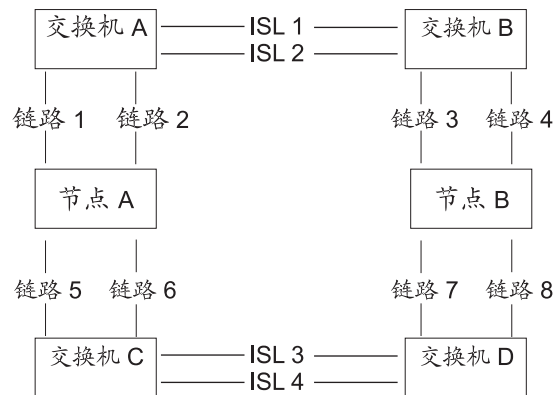 交换机 A
ISL 1
交换机 B
ISL 2
链路 1
链路 2
链路 3
链路 4
节点 A
节点 B
链路 5
链路 6
链路 7
链路 8
交换机 C
ISL 3
交换机 D
ISL 4